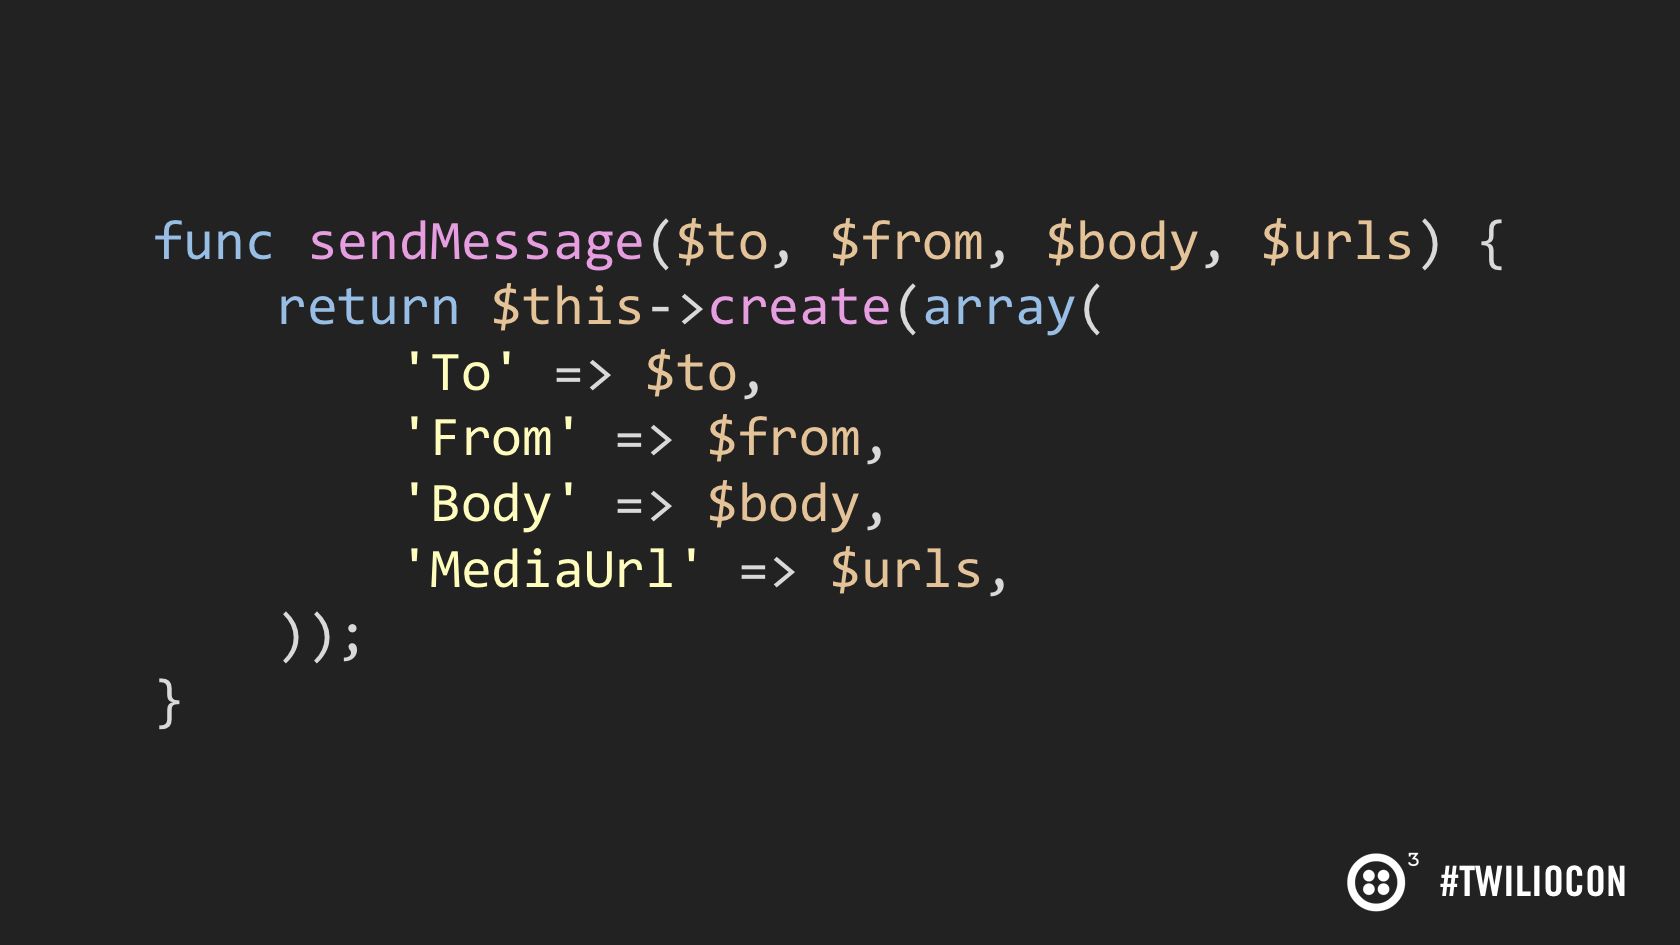 func sendMessage($to, $from, $body, $urls) {
    return $this->create(array(
        'To' => $to,
        'From' => $from,
        'Body' => $body,
        'MediaUrl' => $urls,
    ));
}
3 #TWILIOCON